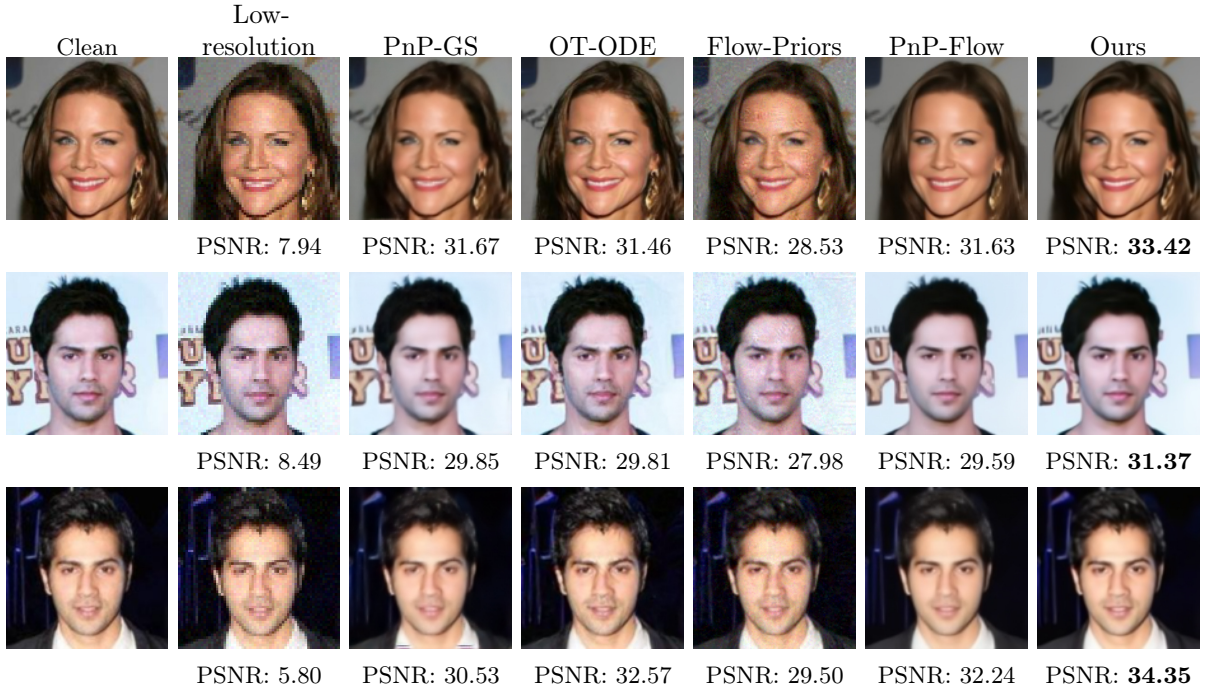 Clean
Low-
resolution
PnP-GS
OT-ODE
Flow-Priors
PnP-Flow
Ours
PSNR: 7.94
PSNR: 31.67
PSNR: 31.46
PSNR: 28.53
PSNR: 31.63
PSNR: 33.42
PSNR: 8.49
PSNR: 29.85
PSNR: 29.81
PSNR: 27.98
PSNR: 29.59
PSNR: 31.37
PSNR: 5.80
PSNR: 30.53
PSNR: 32.57
PSNR: 29.50
PSNR: 32.24
PSNR: 34.35